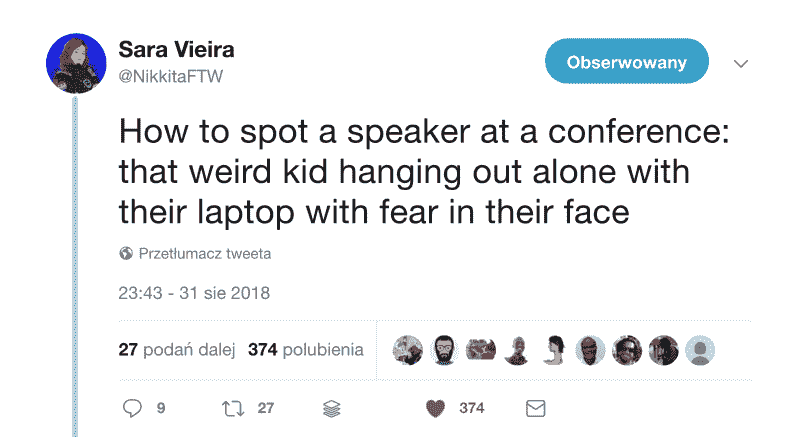 Sara Vieira
@NikkitaFTW
Obserwowany
How to spot a speaker at a conference:
that weird kid hanging out alone with
their laptop with fear in their face
Przetłumacz tweeta
23:43 - 31 sie 2018
27 podań dalej 374 polubienia
9 27 374